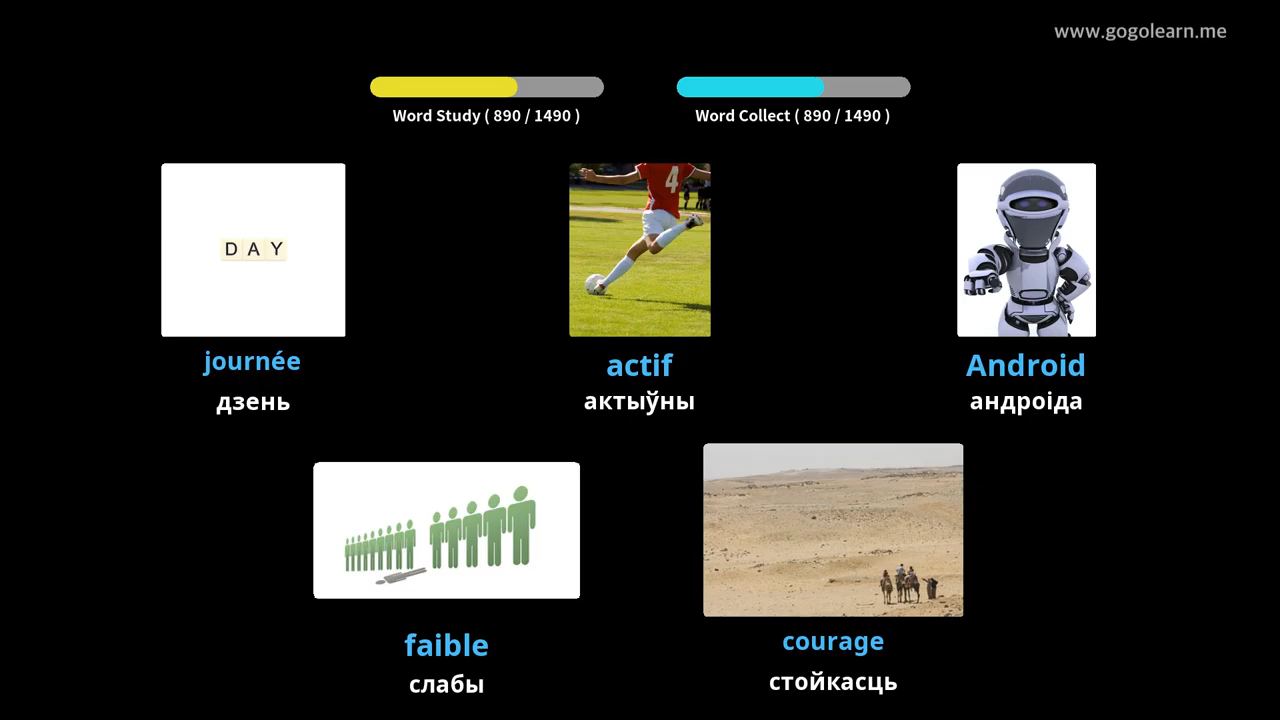 www.gogolearn.me
Word Study ( 890 / 1490 )
Word Collect ( 890 / 1490 )
DAY
4
journée
дзень
actif
актыўны
Android
андроіда
faible
слабы
courage
стойкасць